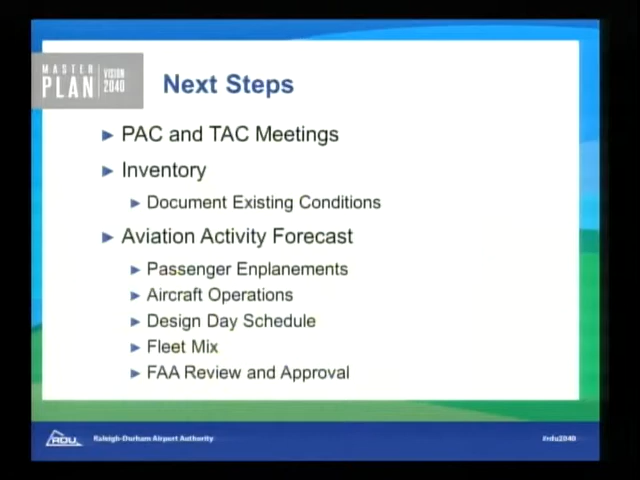 MASTER
PLAN
VISION
2040
Next Steps
PAC and TAC Meetings
Inventory
Document Existing Conditions
Aviation Activity Forecast
Passenger Enplanements
Aircraft Operations
Design Day Schedule
Fleet Mix
FAA Review and Approval
RDU
Raleigh-Durham Airport Authority
#rdu2040